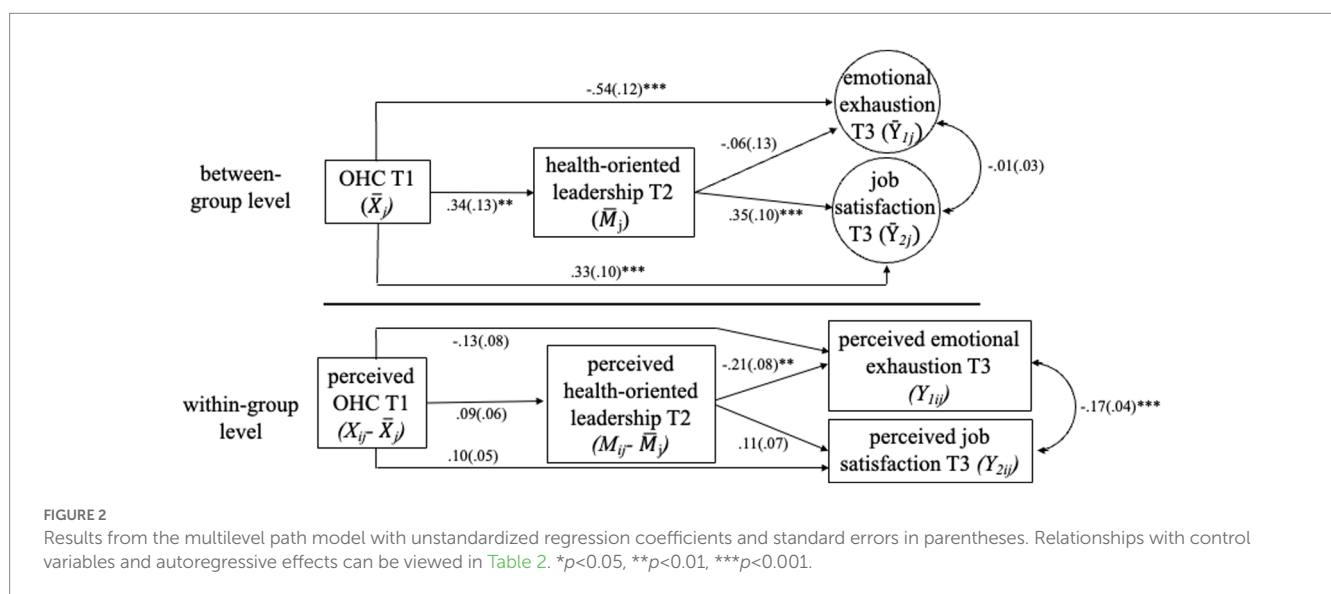 emotional
exhaustion
T3 (Ȳ1j)
-.54(.12)***
-.06(.13)
between-
group level
OHC T1
(X̄j)
.34(.13)**
health-oriented
leadership T2
(M̄j)
.35(.10)***
job
satisfaction
T3 (Ȳ2j)
-.01(.03)
.33(.10)***
within-group
level
perceived
OHC T1
(Xij- X̄j)
-.13(.08)
.09(.06)
.10(.05)
perceived
health-oriented
leadership T2
(Mij- M̄j)
-.21(.08)**
.11(.07)
perceived emotional
exhaustion T3
(Y1ij)
perceived job
satisfaction T3 (Y2ij)
-.17(.04)***
FIGURE 2
Results from the multilevel path model with unstandardized regression coefficients and standard errors in parentheses. Relationships with control
variables and autoregressive effects can be viewed in Table 2. *p<0.05, **p<0.01, ***p<0.001.